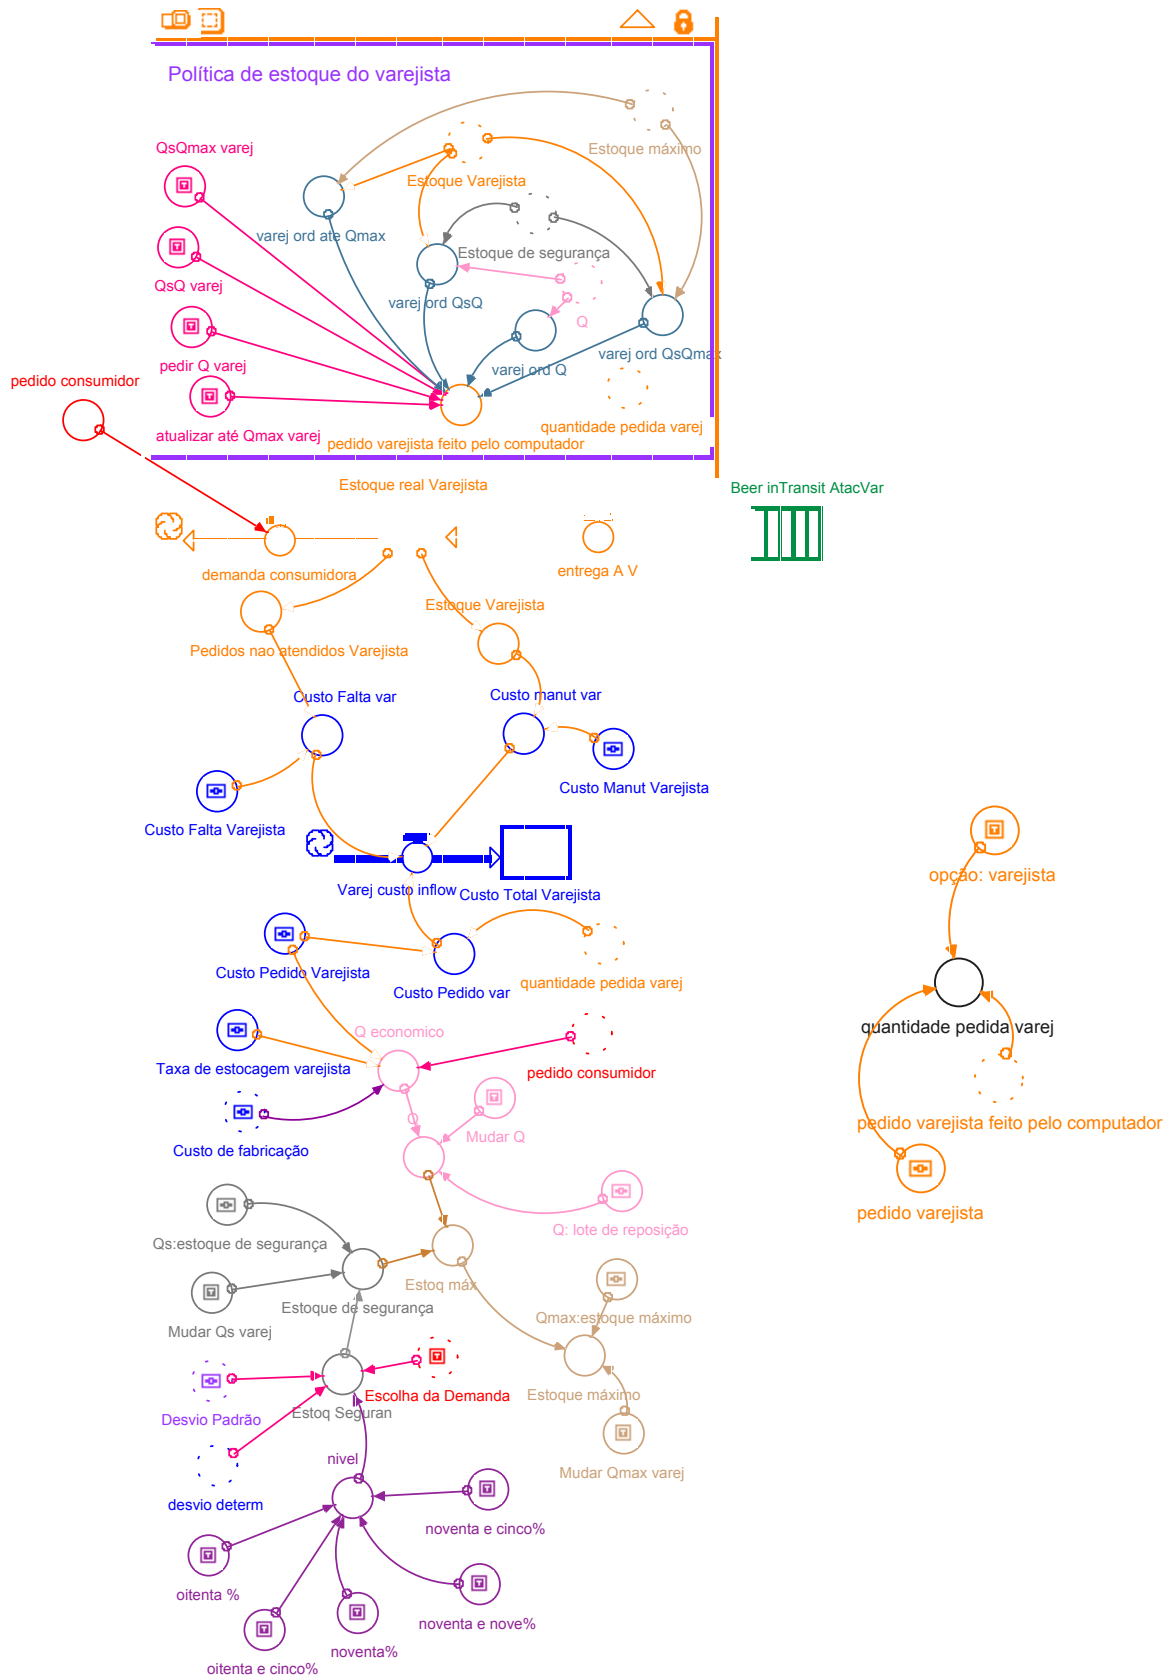 Política de estoque do varejista
QsQmax varej
Estoque máximo
Estoque Varejista
varej ord ate Qmax
Estoque de segurança
QsQ varej
varej ord QsQ
Q
varej ord QsQmax
pedir Q varej
varej ord Q
pedido consumidor
quantidade pedida varej
atualizar até Qmax varej
pedido varejista feito pelo computador
Estoque real Varejista
Beer inTransit AtacVar
demanda consumidora
entrega A V
Estoque Varejista
Pedidos nao atendidos Varejista
Custo Falta var
Custo manut var
Custo Manut Varejista
Custo Falta Varejista
opção: varejista
Varej custo inflow
Custo Total Varejista
Custo Pedido Varejista
quantidade pedida varej
Custo Pedido var
Q economico
quantidade pedida varej
Taxa de estocagem varejista
pedido consumidor
Q
Mudar Q
pedido varejista feito pelo computador
Custo de fabricação
pedido varejista
Q: lote de reposição
Qs:estoque de segurança
Estoq máx
Estoque de segurança
Qmax:estoque máximo
Mudar Qs varej
Escolha da Demanda
Estoque máximo
Desvio Padrão
Estoq Seguran
nivel
Mudar Qmax varej
desvio determ
noventa e cinco%
oitenta %
noventa e nove%
noventa%
oitenta e cinco%